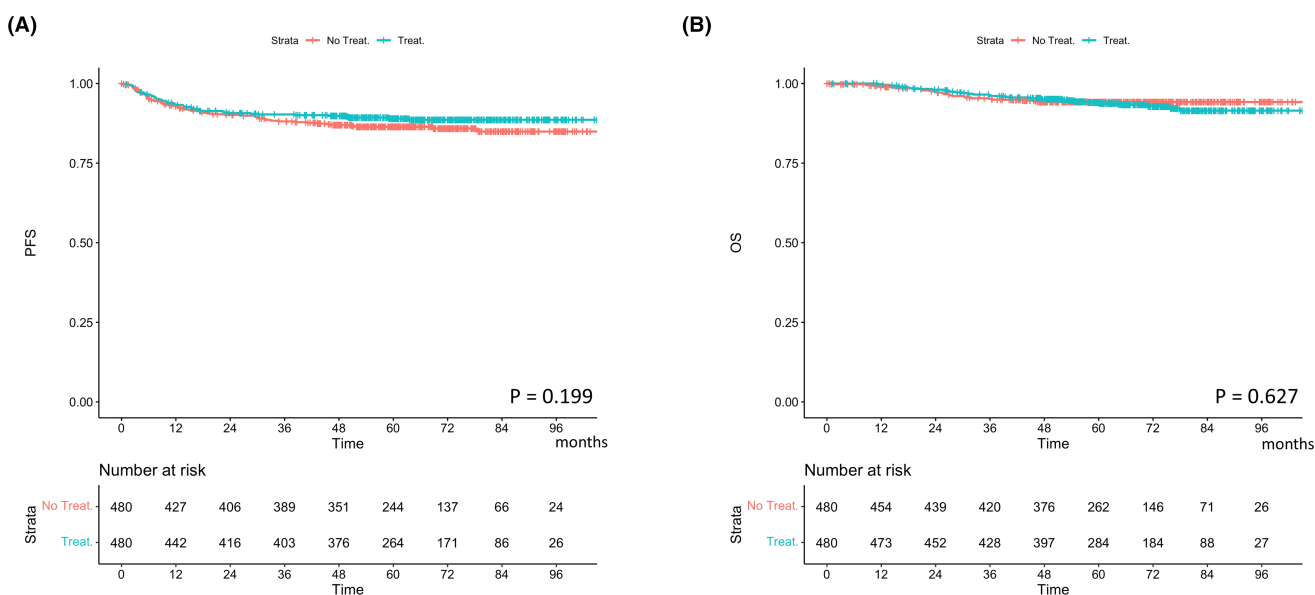 (A)
Strata No Treat. Treat.
1.00
0.75
0.50
0.25
0.00
PFS
P = 0.199
0 12 24 36 48 60 72 84 96
Time
months
Number at risk
Strata
No Treat. 480 427 406 389 351 244 137 66 24
Treat. 480 442 416 403 376 264 171 86 26
0 12 24 36 48 60 72 84 96
Time
(B)
Strata No Treat. Treat.
1.00
0.75
0.50
0.25
0.00
OS
P = 0.627
0 12 24 36 48 60 72 84 96
Time
months
Number at risk
Strata
No Treat. 480 454 439 420 376 262 146 71 26
Treat. 480 473 452 428 397 284 184 88 27
0 12 24 36 48 60 72 84 96
Time